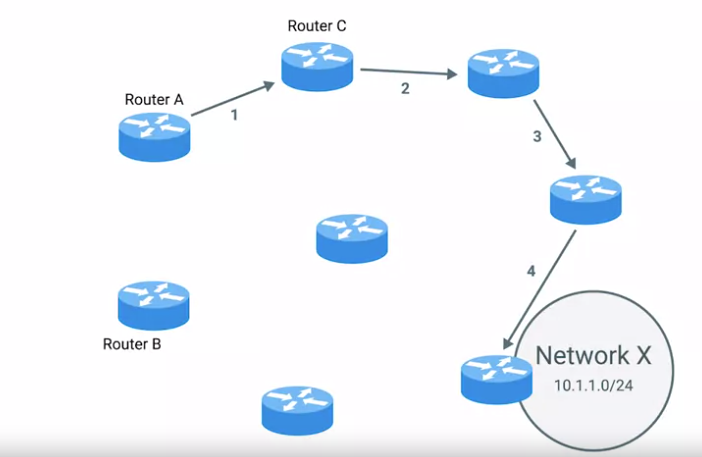 Router C
Router A
1
2
3
4
Router B
Network X
10.1.1.0/24